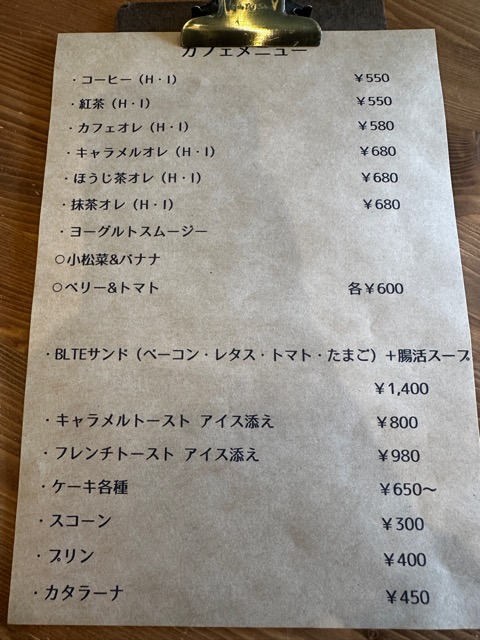 カフェメニュー
・コーヒー（H・I） ￥550
・紅茶（H・I） ￥550
・カフェオレ（H・I） ￥580
・キャラメルオレ（H・I） ￥680
・ほうじ茶オレ（H・I） ￥680
・抹茶オレ（H・I） ￥680
・ヨーグルトスムージー
○小松菜&バナナ
○ベリー&トマト 各￥600
・BLTEサンド（ベーコン・レタス・トマト・たまご）＋腸活スープ
￥1,400
・キャラメルトースト アイス添え ￥800
・フレンチトースト アイス添え ￥980
・ケーキ各種 ￥650～
・スコーン ￥300
・プリン ￥400
・カタラーナ ￥450